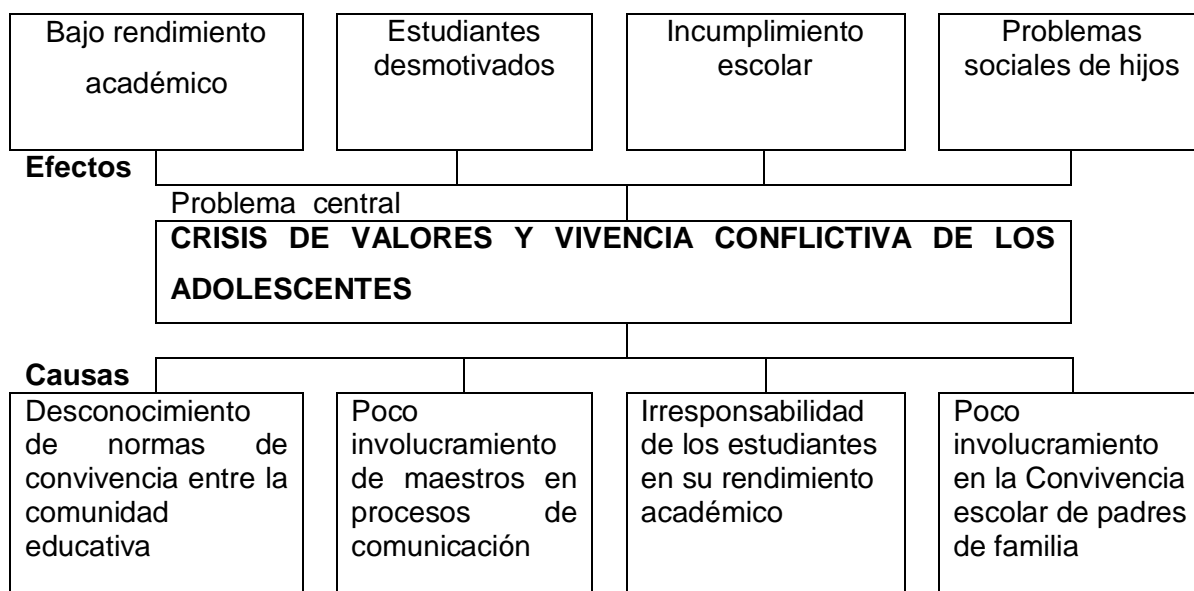 Bajo rendimiento
académico
Estudiantes
desmotivados
Incumplimiento
escolar
Problemas
sociales de hijos
Efectos
Problema central
CRISIS DE VALORES Y VIVENCIA CONFLICTIVA DE LOS
ADOLESCENTES
Causas
Desconocimiento
de normas de
convivencia entre la
comunidad
educativa
Poco
involucramiento
de maestros en
procesos de
comunicación
Irresponsabilidad
de los estudiantes
en su rendimiento
académico
Poco
involucramiento
en la Convivencia
escolar de padres
de familia